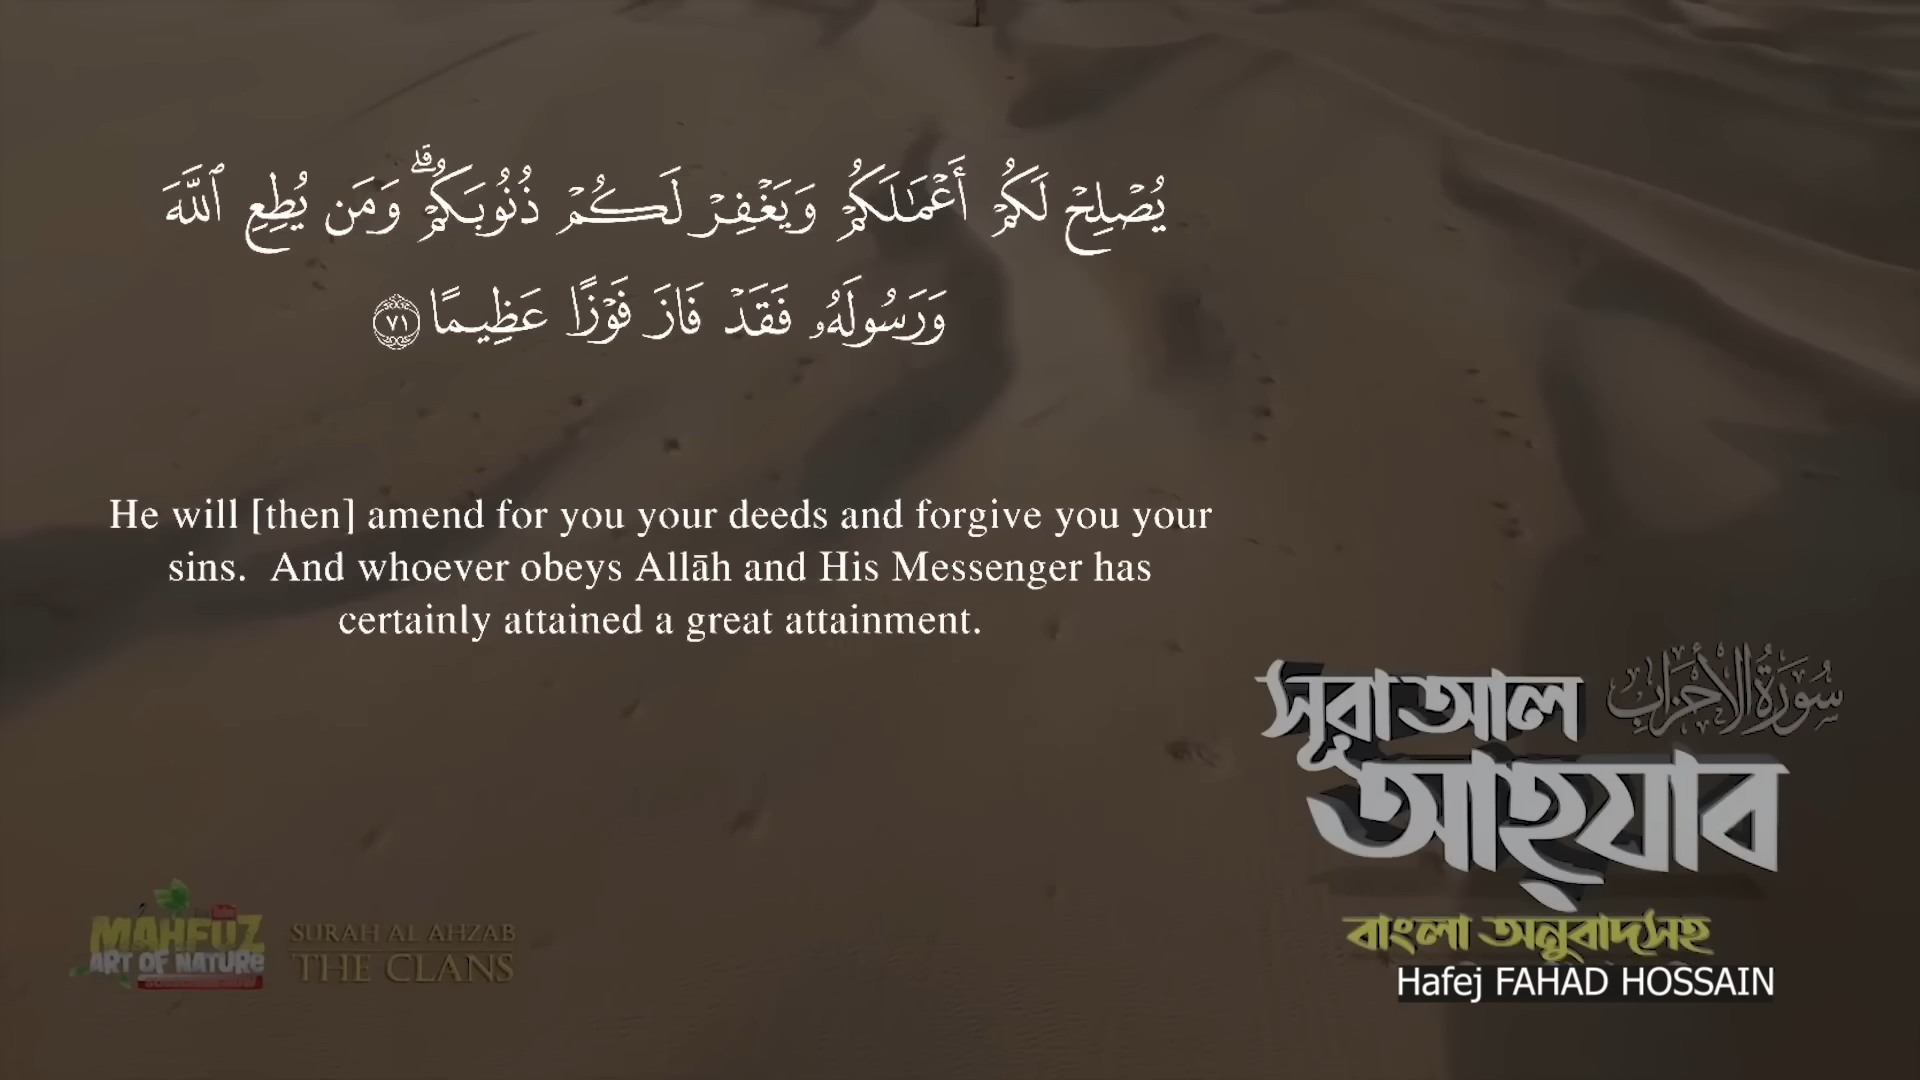 يُصْلِحْ لَكُمْ أَعْمَـٰلَكُمْ وَيَغْفِرْ لَكُمْ ذُنُوبَكُمْ ۗ وَمَن يُطِعِ ٱللَّهَ
وَرَسُولَهُۥ فَقَدْ فَازَ فَوْزًا عَظِيمًا ٧١
He will [then] amend for you your deeds and forgive you your
sins. And whoever obeys Allāh and His Messenger has
certainly attained a great attainment.
সূরা আল
سُورَةُ الأَحْزَابِ
আহ্যাব
বাংলা অনুবাদসহ
Hafej FAHAD HOSSAIN
MAHFUZ
ART OF NATURE
SURAH AL AHZAB
THE CLANS